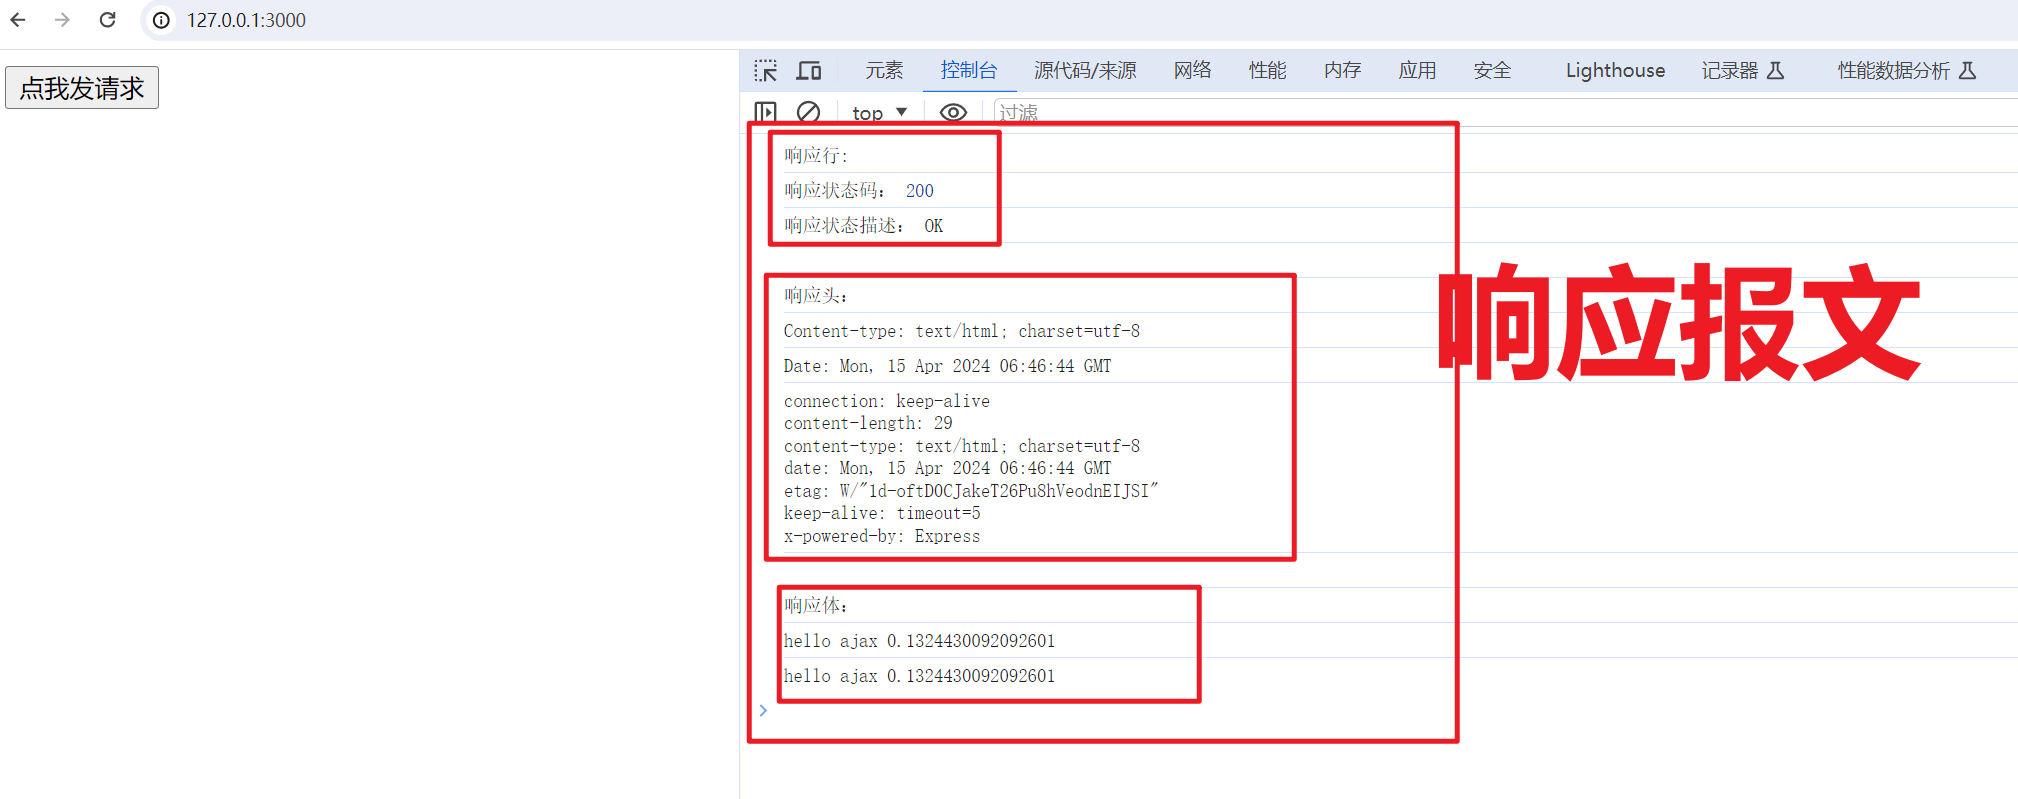 127.0.0.1:3000
点我发请求
元素 控制台 源代码/来源 网络 性能 内存 应用 安全 Lighthouse 记录器 性能数据分析
top 过滤
响应行:
响应状态码： 200
响应状态描述： OK
响应头：
Content-type: text/html; charset=utf-8
Date: Mon, 15 Apr 2024 06:46:44 GMT
connection: keep-alive
content-length: 29
content-type: text/html; charset=utf-8
date: Mon, 15 Apr 2024 06:46:44 GMT
etag: W/"1d-oftDOCJakeT26Pu8hVeodnEIJSI"
keep-alive: timeout=5
x-powered-by: Express
响应体：
hello ajax 0.1324430092092601
hello ajax 0.1324430092092601
响应报文